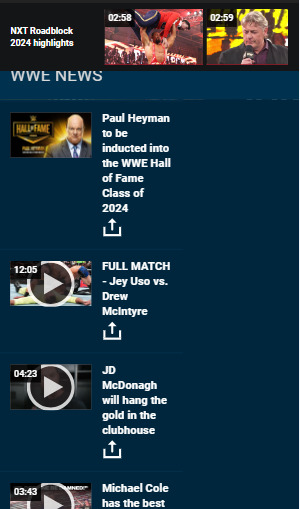 NXT Roadblock
2024 highlights
02:58
02:59
WWE NEWS
HALL OF FAME
Paul Heyman
to be
inducted into
the WWE Hall
of Fame
Class of
2024
12:05
FULL MATCH
- Jey Uso vs.
Drew
McIntyre
04:23
JD
McDonagh
will hang the
gold in the
clubhouse
03:43
Michael Cole
has the best